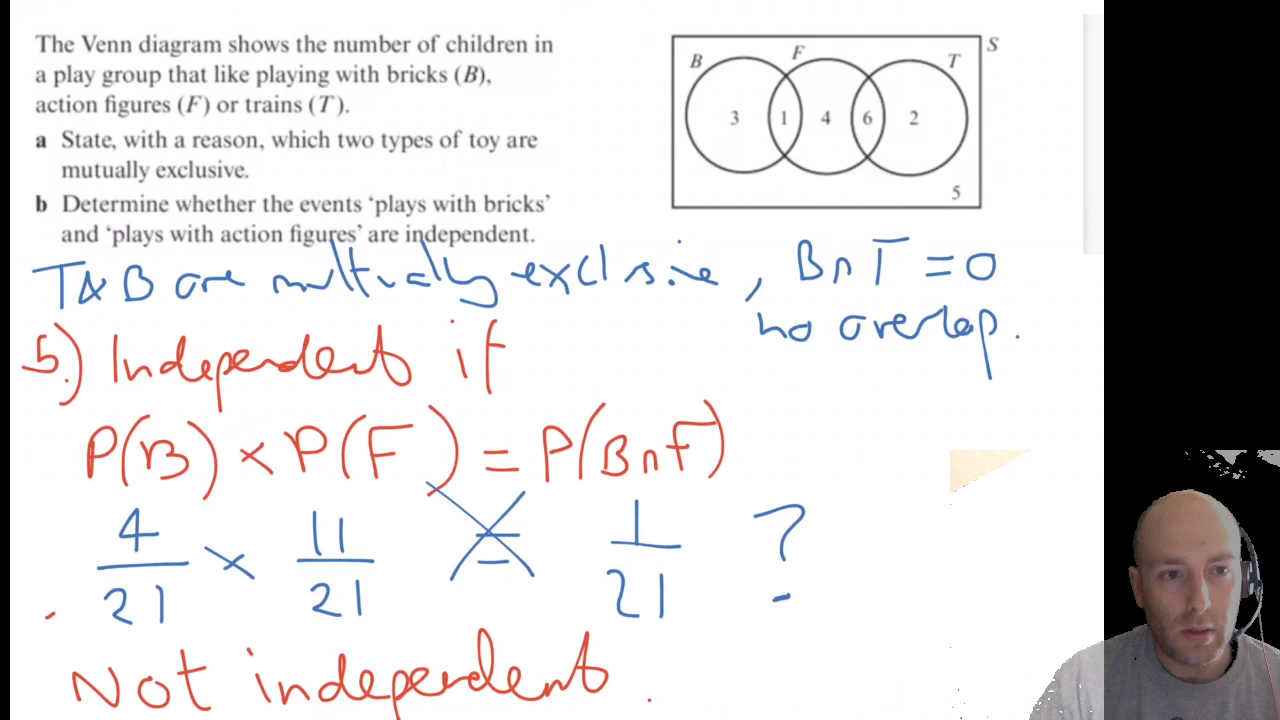 The Venn diagram shows the number of children in
a play group that like playing with bricks (B),
action figures (F) or trains (T).
a State, with a reason, which two types of toy are
mutually exclusive.
b Determine whether the events ‘plays with bricks’
and ‘plays with action figures’ are independent.
S
B F T
3 1 4 6 2
5
T & B are multually exclusive, B∩T = 0
no overlap.
5.) Independent if
P(B) × P(F) = P(B∩F)
4/21 × 11/21 = 1/21 ?
Not independent.